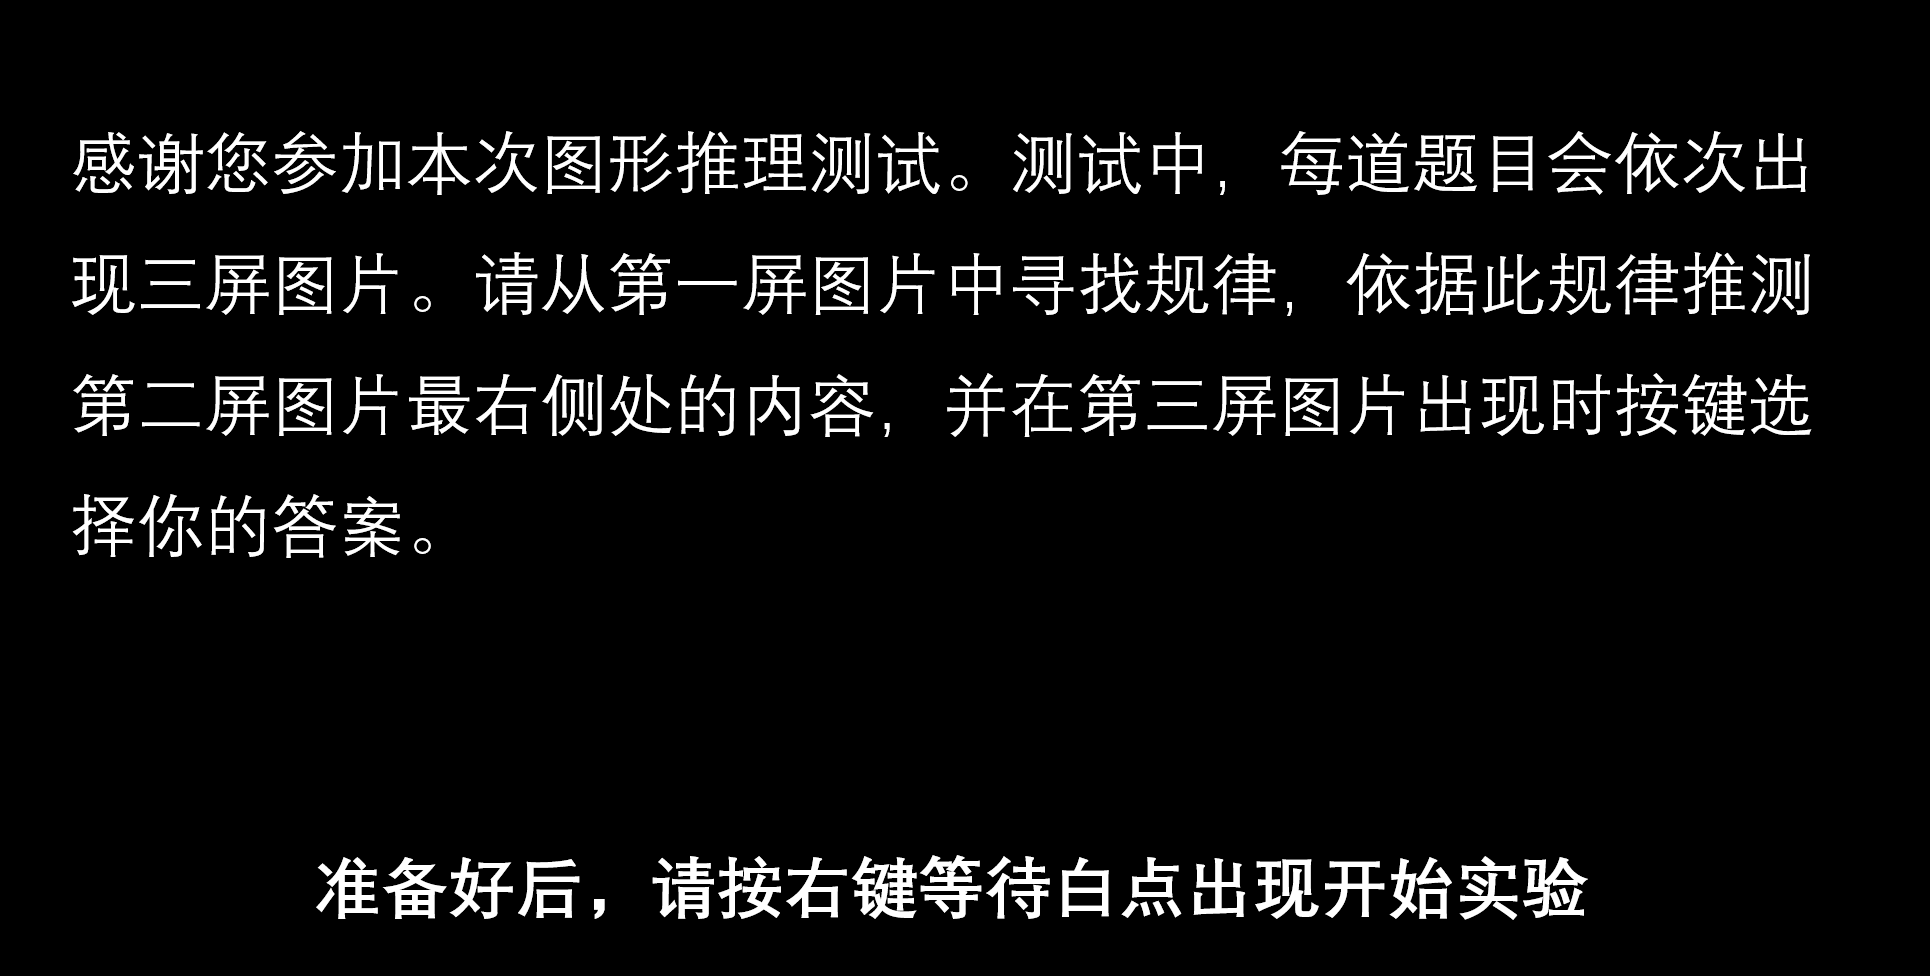 感谢您参加本次图形推理测试。测试中，每道题目会依次出
现三屏图片。请从第一屏图片中寻找规律，依据此规律推测
第二屏图片最右侧处的内容，并在第三屏图片出现时按键选
择你的答案。
准备好后，请按右键等待白点出现开始实验